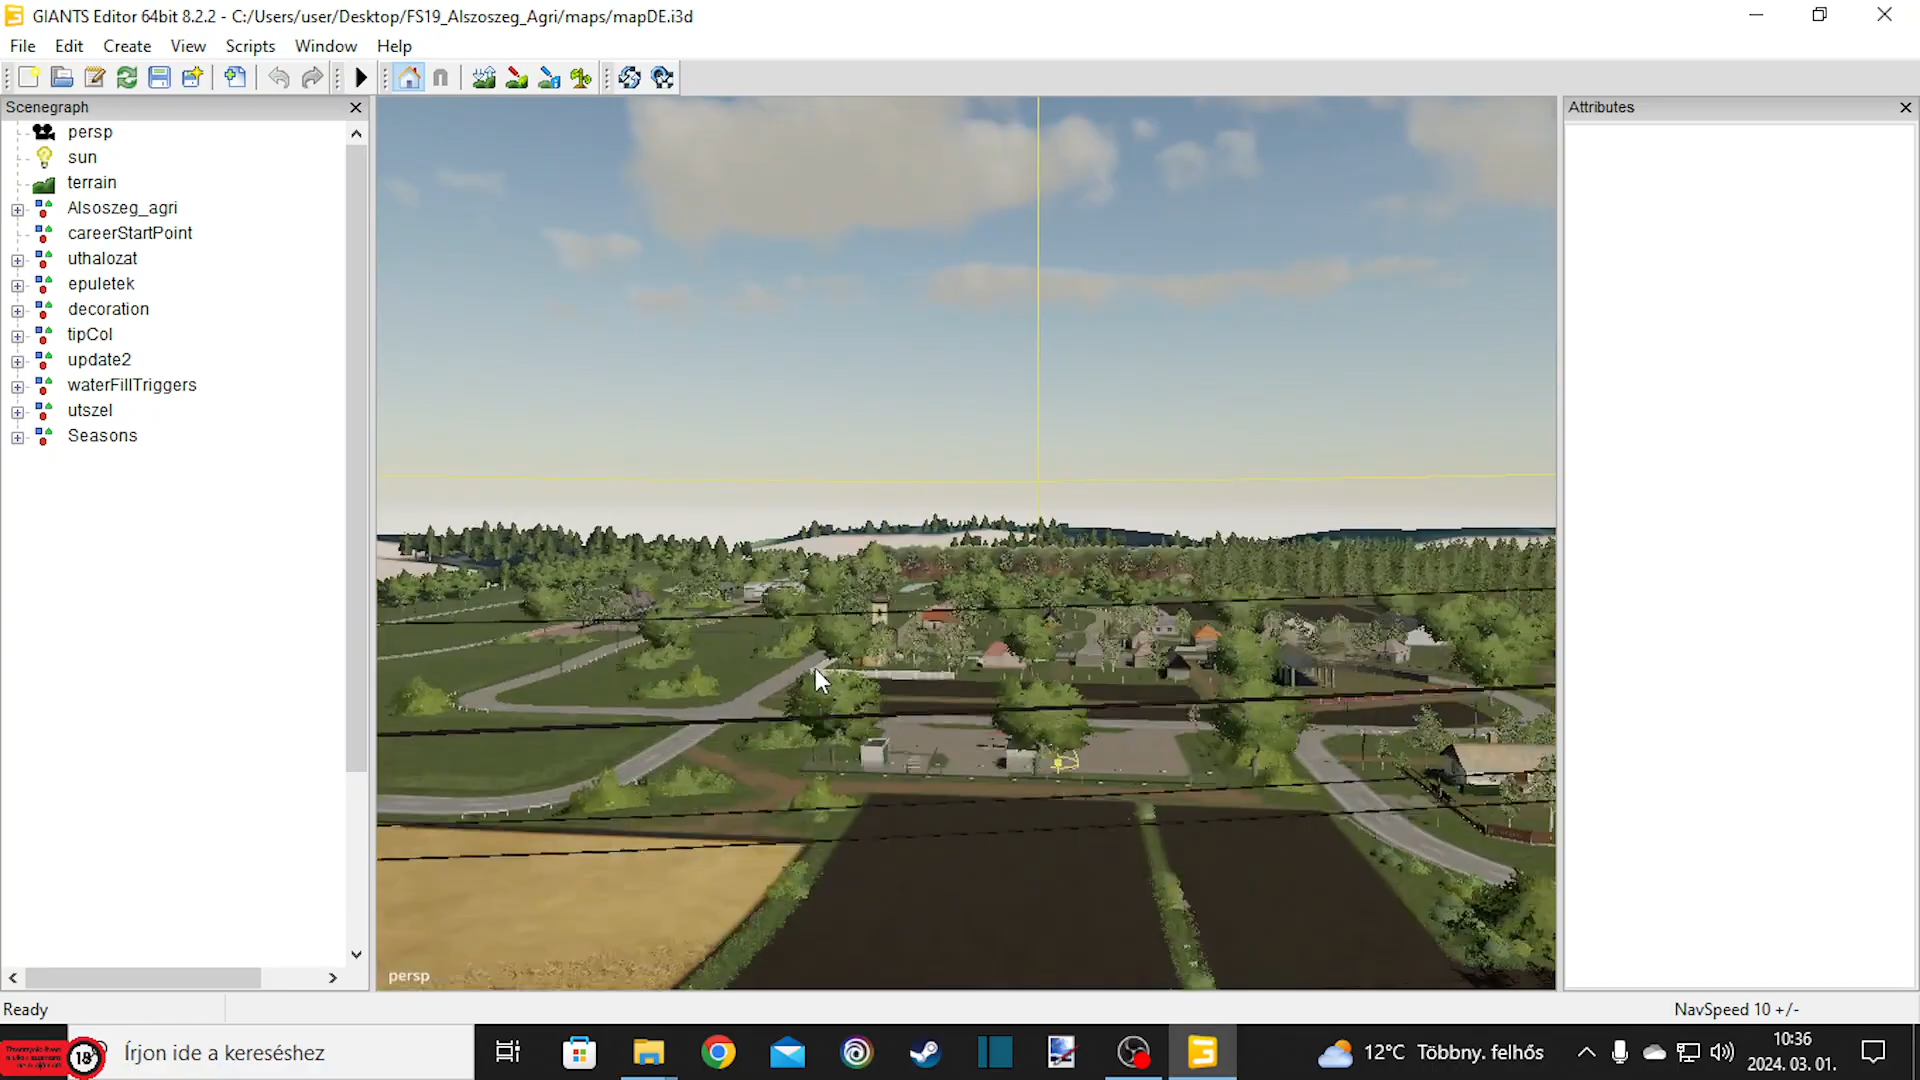 GIANTS Editor 64bit 8.2.2 - C:/Users/user/Desktop/FS19_Alszoszeg_Agri/maps/mapDE.i3d
File Edit Create View Scripts Window Help
Scenegraph
Attributes
persp
sun
terrain
Alsoszeg_agri
careerStartPoint
uthalozat
epuletek
decoration
tipCol
update2
waterFillTriggers
utszel
Seasons
persp
Ready
NavSpeed 10 +/-
18
Írjon ide a kereséshez
12°C Többny. felhős
10:36
2024. 03. 01.